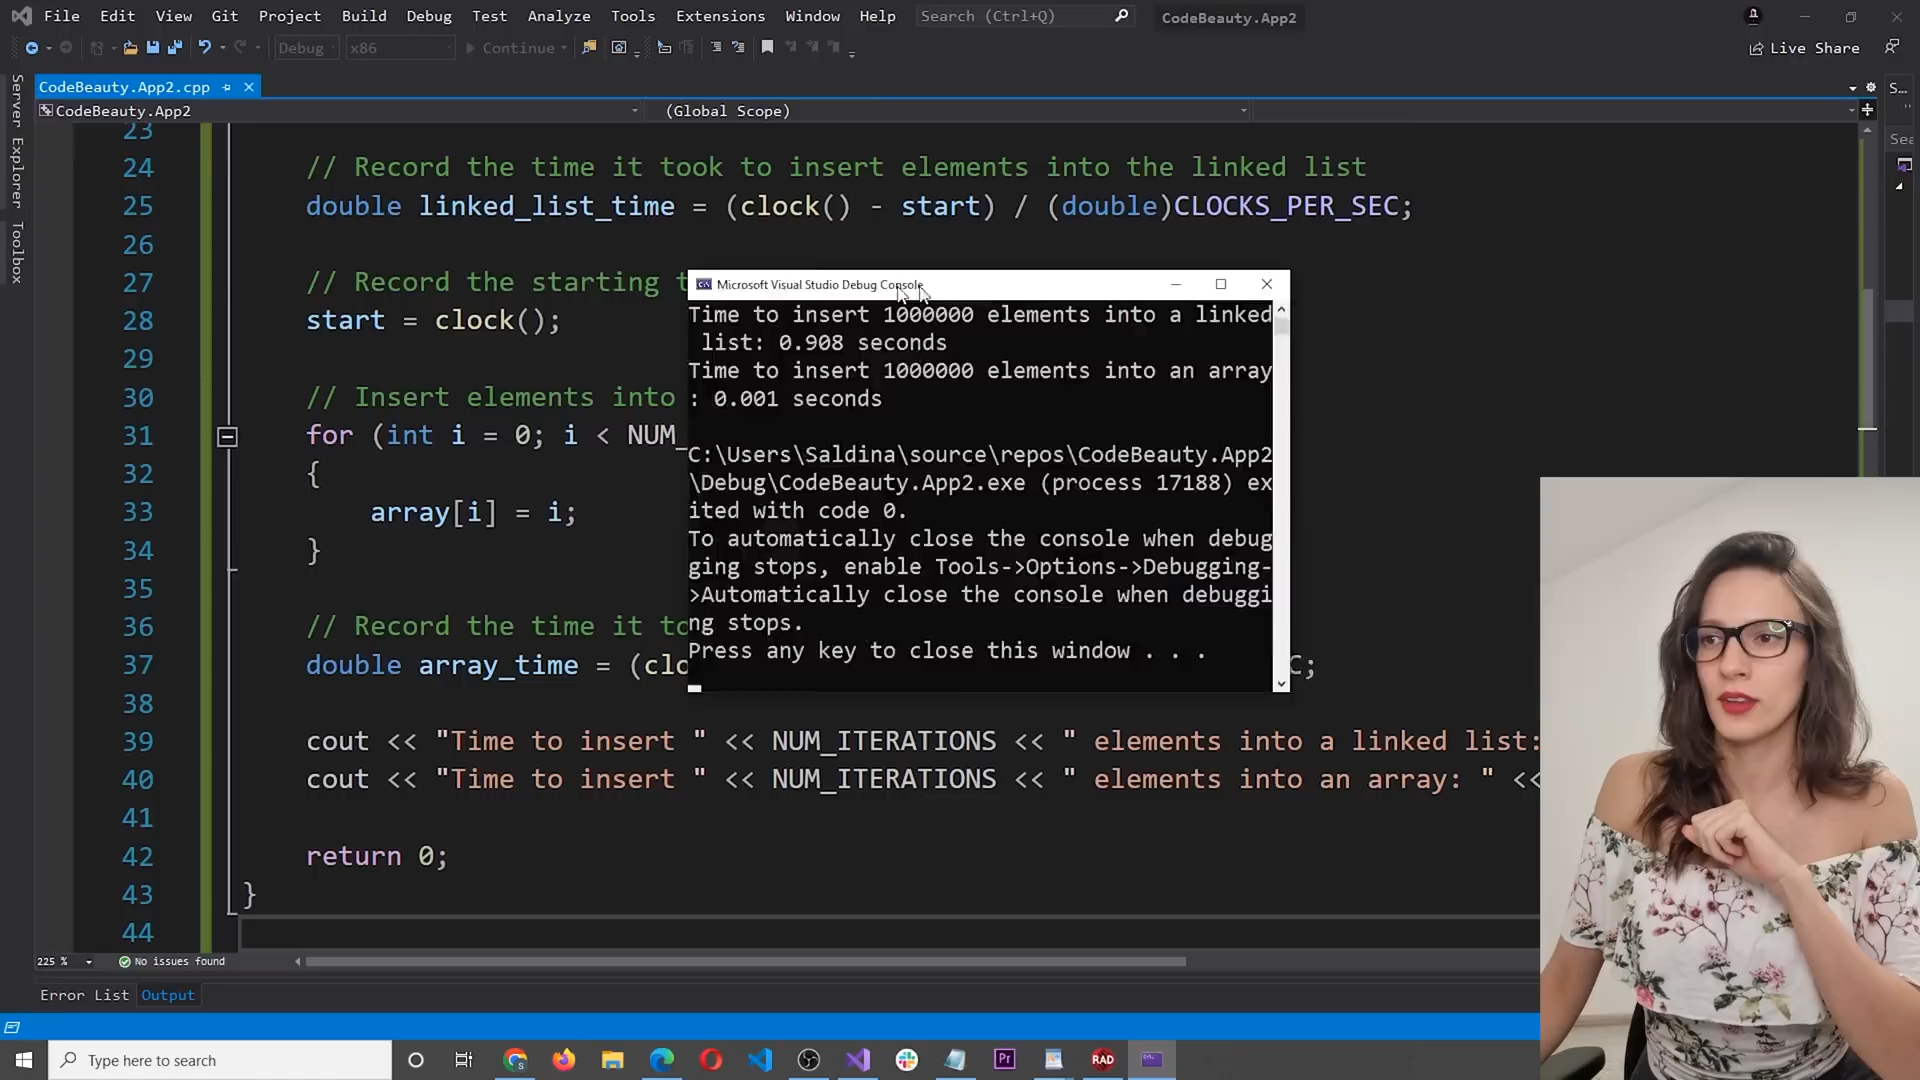 File Edit View Git Project Build Debug Test Analyze Tools Extensions Window Help Search (Ctrl+Q) CodeBeauty.App2
Debug x86 Continue Live Share
CodeBeauty.App2.cpp
S...
CodeBeauty.App2 (Global Scope)
Server Explorer
Toolbox
Sea
23
24 // Record the time it took to insert elements into the linked list
25 double linked_list_time = (clock() - start) / (double)CLOCKS_PER_SEC;
26
27 // Record the starting t
28 start = clock();
29
30 // Insert elements into
31 for (int i = 0; i < NUM_
32 {
33 array[i] = i;
34 }
35
36 // Record the time it to
37 double array_time = (clo C;
38
39 cout << "Time to insert " << NUM_ITERATIONS << " elements into a linked list:
40 cout << "Time to insert " << NUM_ITERATIONS << " elements into an array: " <<
41
42 return 0;
43 }
44
Microsoft Visual Studio Debug Console
Time to insert 1000000 elements into a linked
list: 0.908 seconds
Time to insert 1000000 elements into an array
: 0.001 seconds
C:\Users\Saldina\source\repos\CodeBeauty.App2
\Debug\CodeBeauty.App2.exe (process 17188) ex
ited with code 0.
To automatically close the console when debug
ging stops, enable Tools->Options->Debugging-
>Automatically close the console when debuggi
ng stops.
Press any key to close this window . . .
225 % No issues found
Error List Output
Type here to search
Pr
RAD